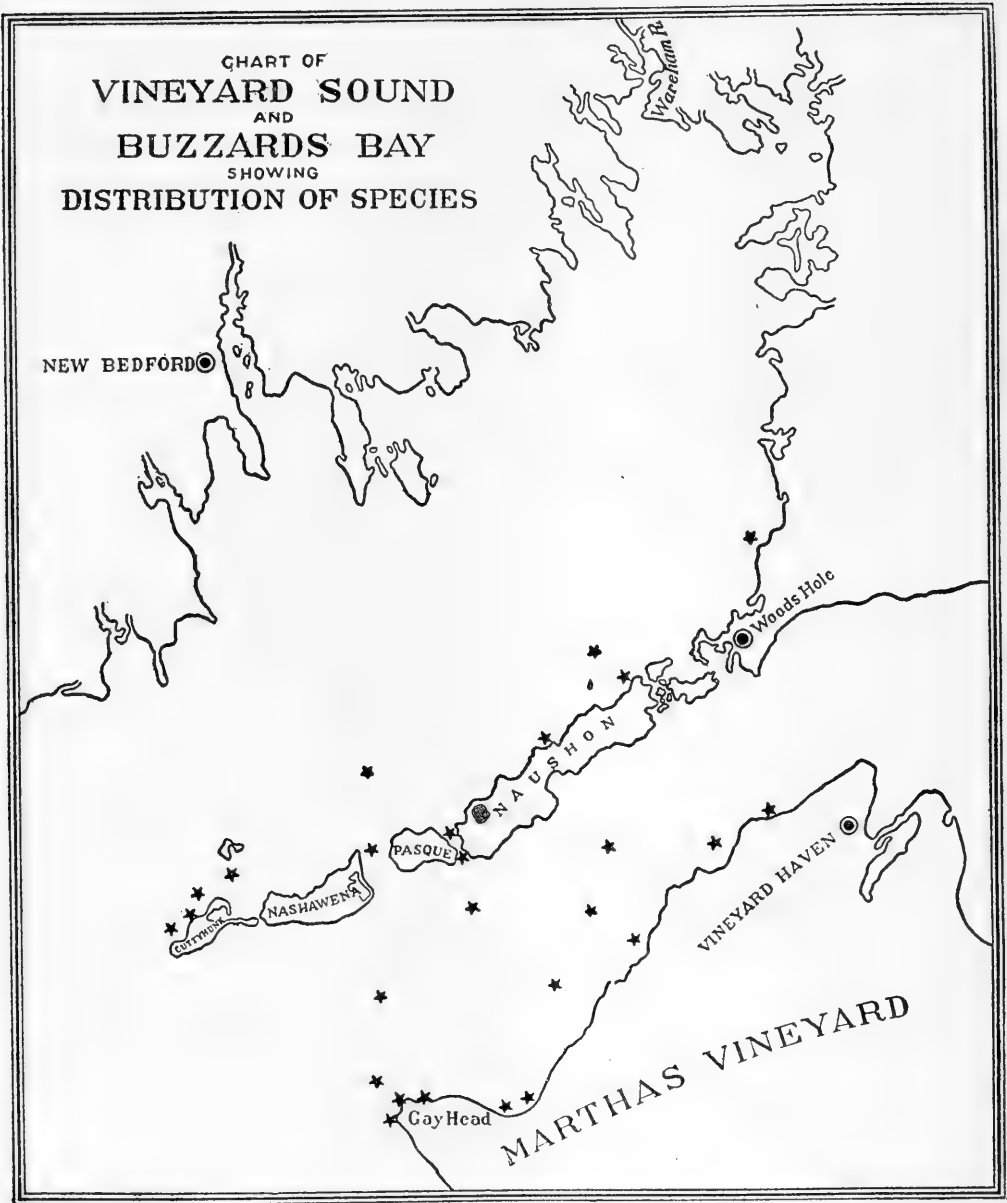 CHART OF
VINEYARD SOUND
AND
BUZZARDS BAY
SHOWING
DISTRIBUTION OF SPECIES
Wareham R.
NEW BEDFORD
Woods Hole
NAUSHON
PASQUE
NASHAWENA
CUTTYHUNK
VINEYARD HAVEN
MARTHAS VINEYARD
Gay Head